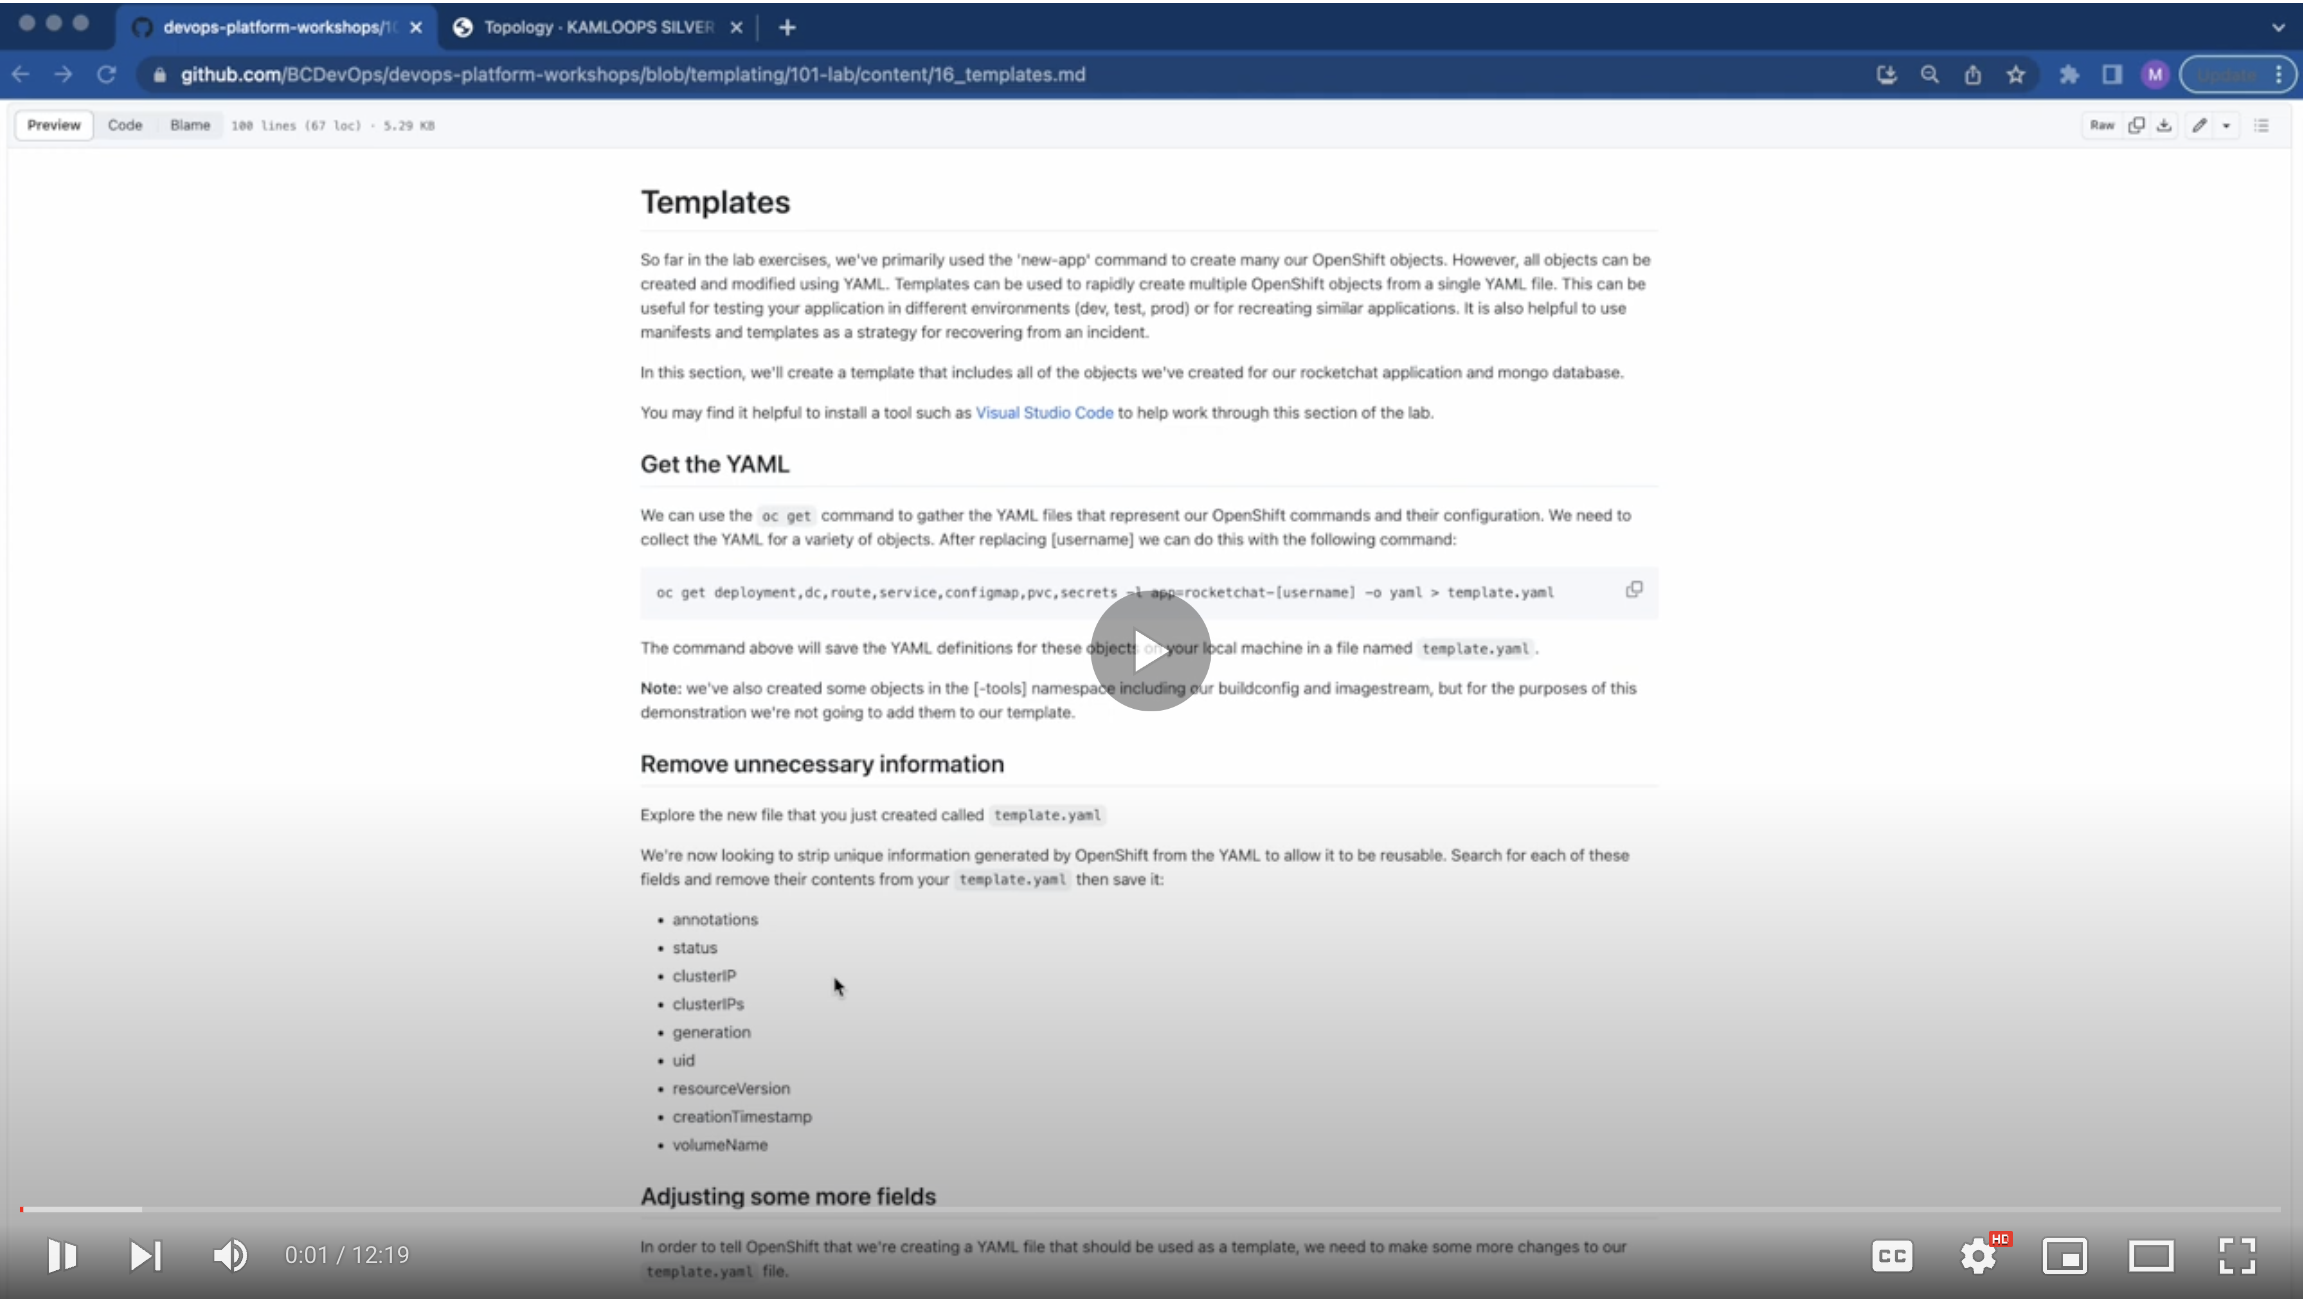 devops-platform-workshops/1
Topology · KAMLOOPS SILVER
github.com/BCDevOps/devops-platform-workshops/blob/templating/101-lab/content/16_templates.md
M
Update
Preview
Code
Blame
100 lines (67 loc) · 5.29 KB
Raw
Templates
So far in the lab exercises, we've primarily used the 'new-app' command to create many our OpenShift objects. However, all objects can be
created and modified using YAML. Templates can be used to rapidly create multiple OpenShift objects from a single YAML file. This can be
useful for testing your application in different environments (dev, test, prod) or for recreating similar applications. It is also helpful to use
manifests and templates as a strategy for recovering from an incident.
In this section, we'll create a template that includes all of the objects we've created for our rocketchat application and mongo database.
You may find it helpful to install a tool such as Visual Studio Code to help work through this section of the lab.
Get the YAML
We can use the oc get command to gather the YAML files that represent our OpenShift commands and their configuration. We need to
collect the YAML for a variety of objects. After replacing [username] we can do this with the following command:
oc get deployment,dc,route,service,configmap,pvc,secrets -l app=rocketchat-[username] -o yaml > template.yaml
The command above will save the YAML definitions for these objects on your local machine in a file named template.yaml.
Note: we've also created some objects in the [-tools] namespace including our buildconfig and imagestream, but for the purposes of this
demonstration we're not going to add them to our template.
Remove unnecessary information
Explore the new file that you just created called template.yaml
We're now looking to strip unique information generated by OpenShift from the YAML to allow it to be reusable. Search for each of these
fields and remove their contents from your template.yaml then save it:
• annotations
• status
• clusterIP
• clusterIPs
• generation
• uid
• resourceVersion
• creationTimestamp
• volumeName
Adjusting some more fields
In order to tell OpenShift that we're creating a YAML file that should be used as a template, we need to make some more changes to our
template.yaml file.
0:01 / 12:19
CC
HD